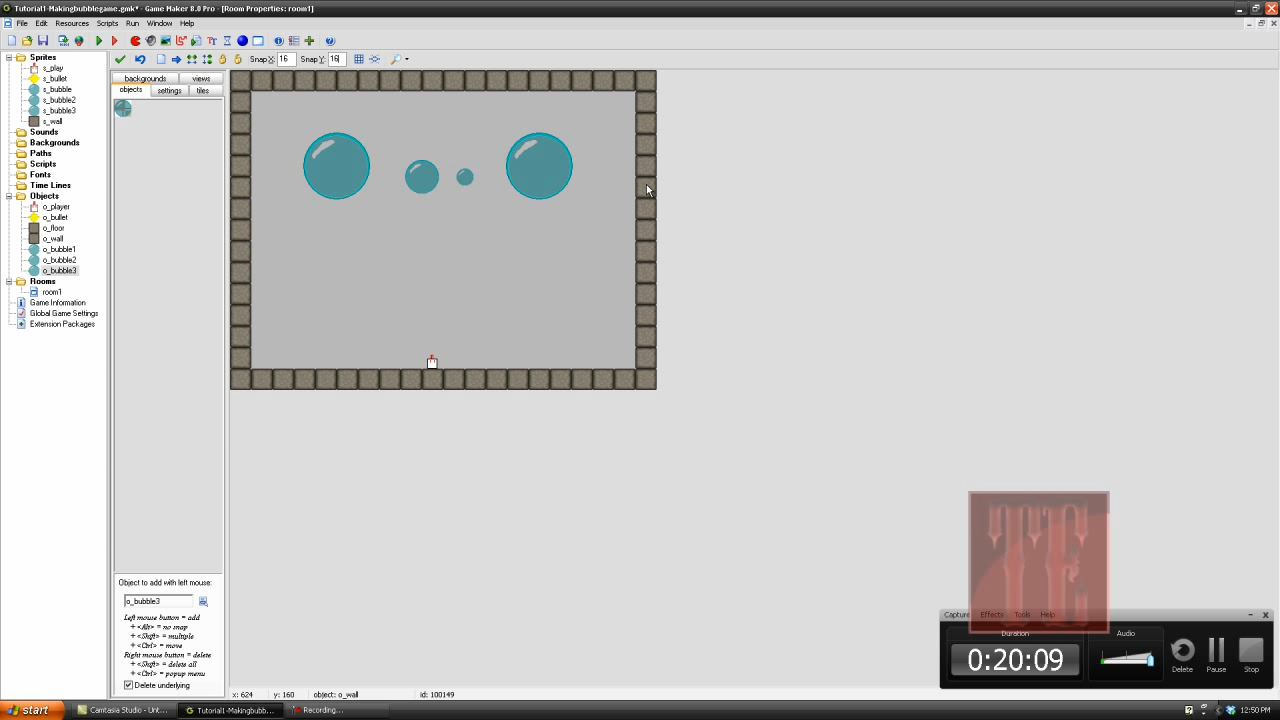 Tutorial1-Makingbubblegame.gmk* - Game Maker 8.0 Pro - [Room Properties: room1]
File Edit Resources Scripts Run Window Help
Snap X: 16 Snap Y: 16
Sprites
s_play
s_bullet
s_bubble
s_bubble2
s_bubble3
s_wall
Sounds
Backgrounds
Paths
Scripts
Fonts
Time Lines
Objects
o_player
o_bullet
o_floor
o_wall
o_bubble1
o_bubble2
o_bubble3
Rooms
room1
Game Information
Global Game Settings
Extension Packages
backgrounds views
objects settings tiles
Object to add with left mouse:
o_bubble3
Left mouse button = add
+ <Alt> = no snap
+ <Shift> = multiple
+ <Ctrl> = move
Right mouse button = delete
+ <Shift> = delete all
+ <Ctrl> = popup menu
Delete underlying
x: 624 y: 160 object: o_wall id: 100149
Capture Effects Tools Help
Duration
0:20:09
Audio
Delete Pause Stop
start Camtasia Studio - Unt... Tutorial1-Makingbubb... Recording... 12:50 PM